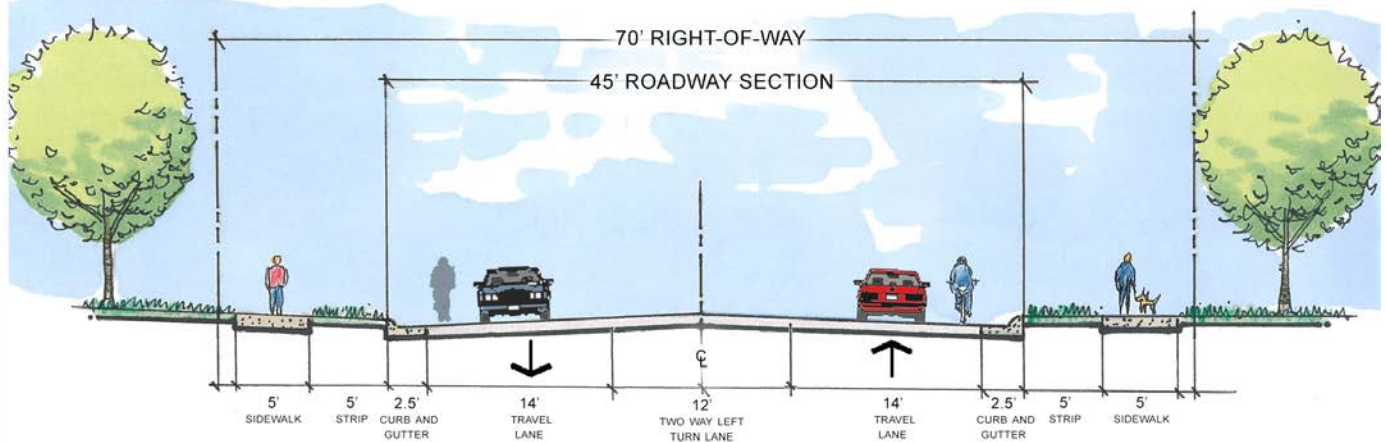 70' RIGHT-OF-WAY
45' ROADWAY SECTION
℄
5'
SIDEWALK
5'
STRIP
2.5'
CURB AND
GUTTER
14'
TRAVEL
LANE
12'
TWO WAY LEFT
TURN LANE
14'
TRAVEL
LANE
2.5'
CURB AND
GUTTER
5'
STRIP
5'
SIDEWALK